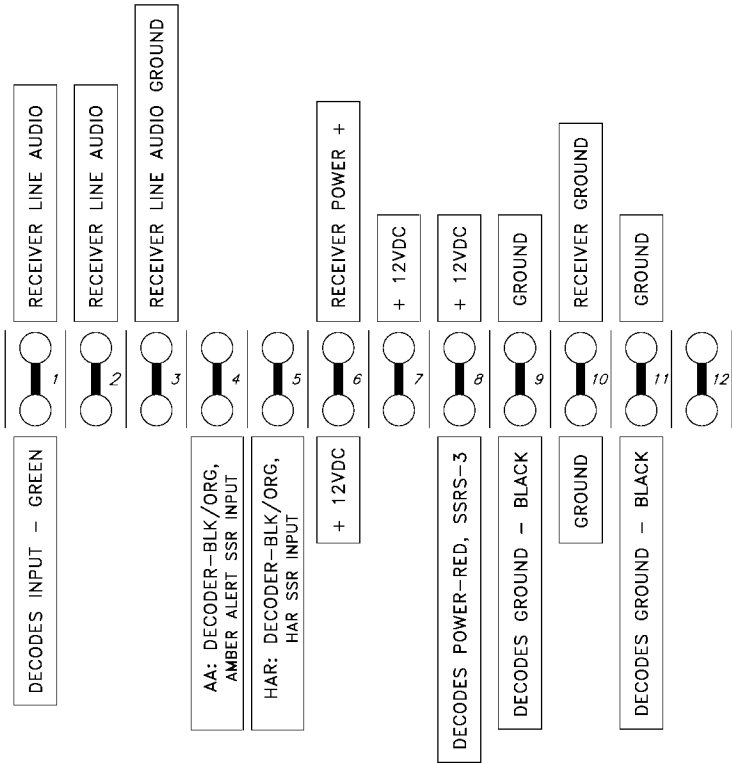 RECEIVER LINE AUDIO
RECEIVER LINE AUDIO
RECEIVER LINE AUDIO GROUND
RECEIVER POWER +
+ 12VDC
+ 12VDC
GROUND
RECEIVER GROUND
GROUND
1
2
3
4
5
6
7
8
9
10
11
12
DECODES INPUT - GREEN
AA: DECODER-BLK/ORG,
AMBER ALERT SSR INPUT
HAR: DECODER-BLK/ORG,
HAR SSR INPUT
+ 12VDC
DECODES POWER-RED, SSRS-3
DECODES GROUND - BLACK
GROUND
DECODES GROUND - BLACK